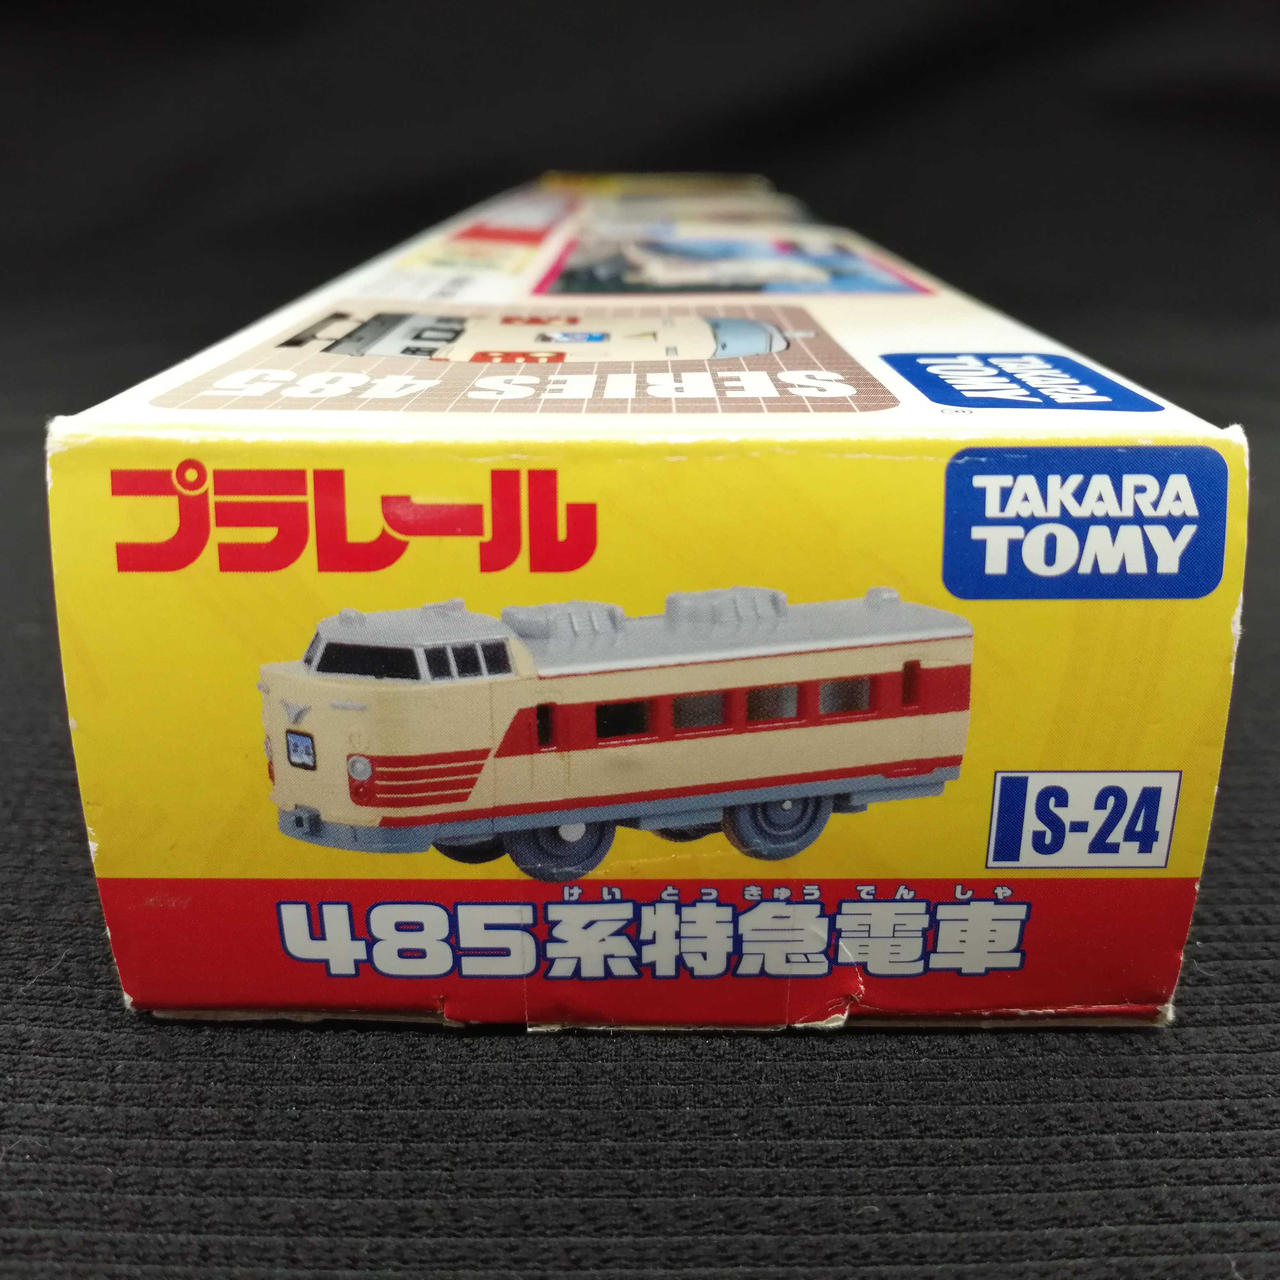 SERIES 485
TAKARA
TOMY
プラレール
TAKARA
TOMY
S-24
けい とっきゅう でんしゃ
485系特急電車